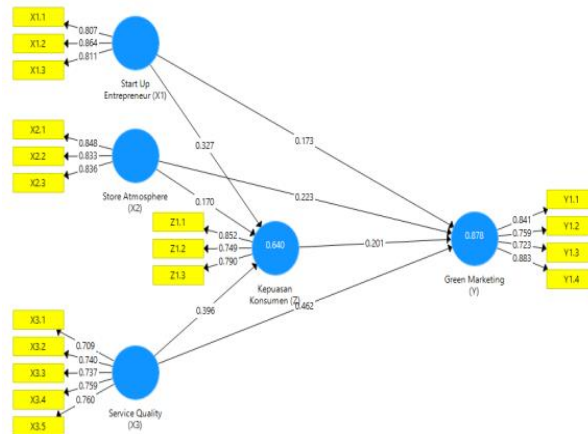 X1.1
0.807
X1.2
0.864
X1.3
0.811
Start Up
Entrepreneur (X1)
0.173
0.327
X2.1
0.848
X2.2
0.833
X2.3
0.836
Store Atmosphere
(X2)
0.170
0.223
Z1.1
0.852
Z1.2
0.749
Z1.3
0.790
0.640
Kepuasan
Konsumen (Z)
0.201
0.878
Green Marketing
(Y)
Y1.1
0.841
Y1.2
0.759
Y1.3
0.723
Y1.4
0.883
0.396
0.462
X3.1
0.709
X3.2
0.740
X3.3
0.737
X3.4
0.759
X3.5
0.760
Service Quality
(X3)